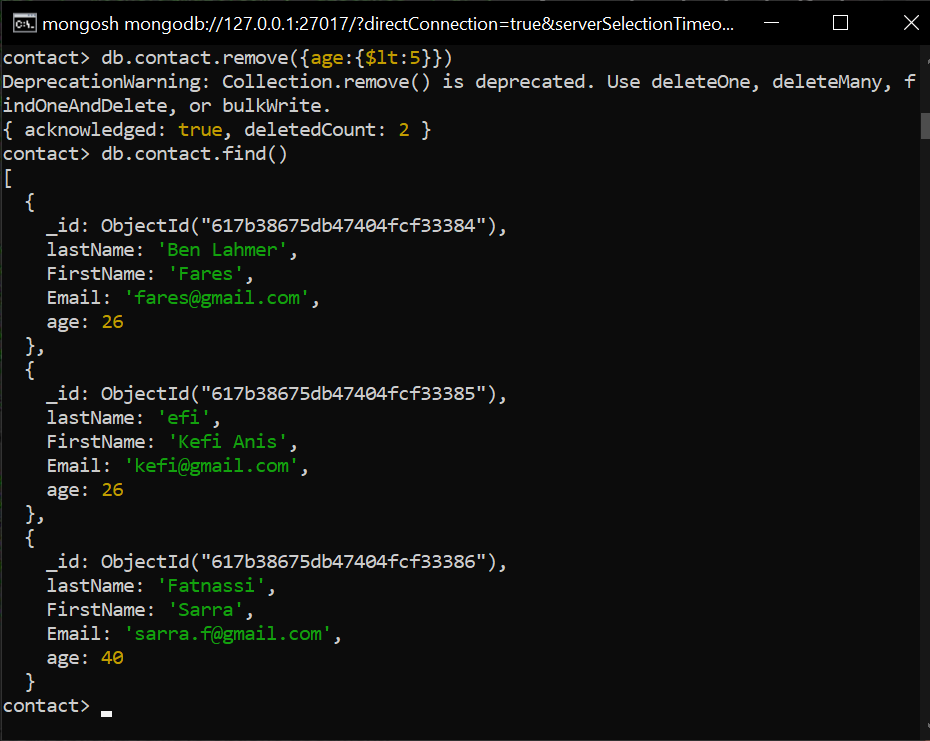 mongosh mongodb://127.0.0.1:27017/?directConnection=true&serverSelectionTimeo...
contact> db.contact.remove({age:{$lt:5}})
DeprecationWarning: Collection.remove() is deprecated. Use deleteOne, deleteMany, f
indOneAndDelete, or bulkWrite.
{ acknowledged: true, deletedCount: 2 }
contact> db.contact.find()
[
  {
    _id: ObjectId("617b38675db47404fcf33384"),
    lastName: 'Ben Lahmer',
    FirstName: 'Fares',
    Email: 'fares@gmail.com',
    age: 26
  },
  {
    _id: ObjectId("617b38675db47404fcf33385"),
    lastName: 'efi',
    FirstName: 'Kefi Anis',
    Email: 'kefi@gmail.com',
    age: 26
  },
  {
    _id: ObjectId("617b38675db47404fcf33386"),
    lastName: 'Fatnassi',
    FirstName: 'Sarra',
    Email: 'sarra.f@gmail.com',
    age: 40
  }
contact> _